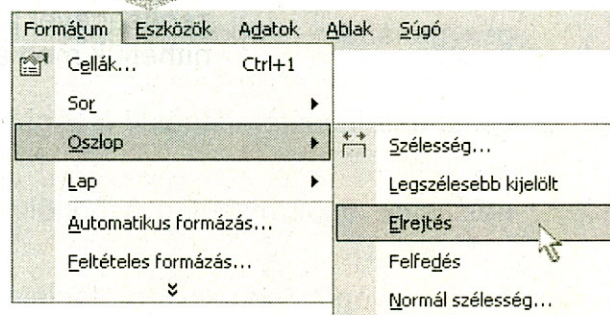 Formátum Eszközök Adatok Ablak Súgó
Cellák... Ctrl+1
Sor
Oszlop
Lap
Automatikus formázás...
Feltételes formázás...
Szélesség...
Legszélesebb kijelölt
Elrejtés
Felfedés
Normál szélesség...